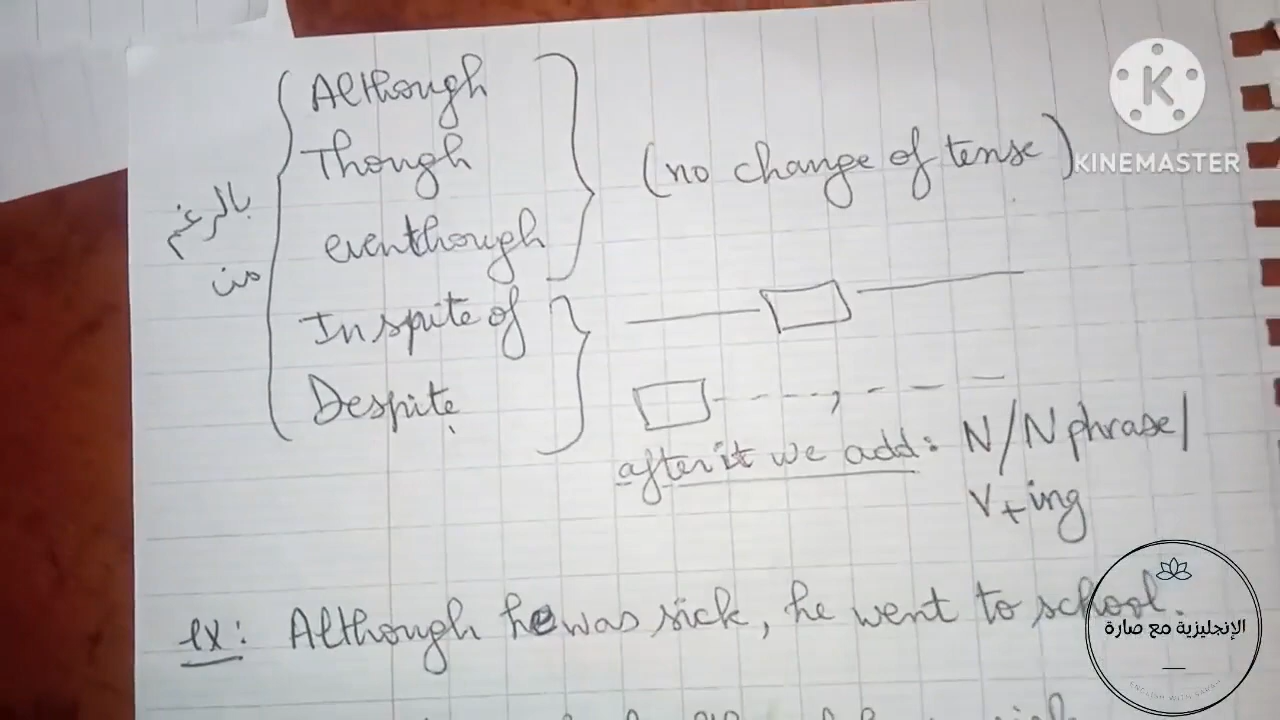 Although
Though
eventhough
(no change of tense)
بالرغم
من
In spite of
Despite
after it we add: N/N phrase/
V+ing
ex: Although he was sick, he went to school.
K
KINEMASTER
الإنجليزية مع صارة